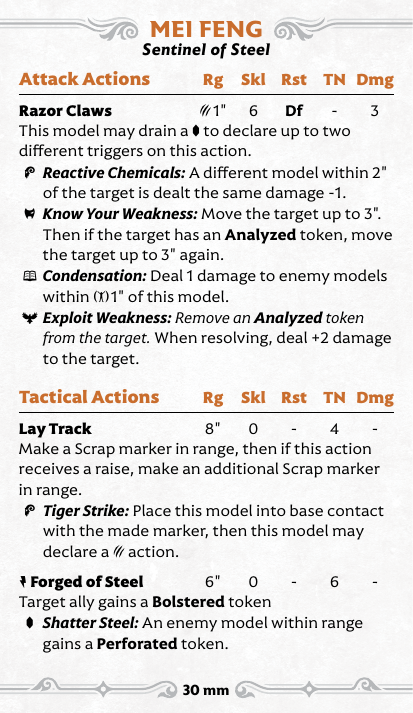 MEI FENG
Sentinel of Steel
Attack Actions Rg Skl Rst TN Dmg
Razor Claws 1" 6 Df - 3
This model may drain a to declare up to two
different triggers on this action.
Reactive Chemicals: A different model within 2"
of the target is dealt the same damage -1.
Know Your Weakness: Move the target up to 3".
Then if the target has an Analyzed token, move
the target up to 3" again.
Condensation: Deal 1 damage to enemy models
within 1" of this model.
Exploit Weakness: Remove an Analyzed token
from the target. When resolving, deal +2 damage
to the target.
Tactical Actions Rg Skl Rst TN Dmg
Lay Track 8" 0 - 4 -
Make a Scrap marker in range, then if this action
receives a raise, make an additional Scrap marker
in range.
Tiger Strike: Place this model into base contact
with the made marker, then this model may
declare a action.
Forged of Steel 6" 0 - 6 -
Target ally gains a Bolstered token
Shatter Steel: An enemy model within range
gains a Perforated token.
30 mm